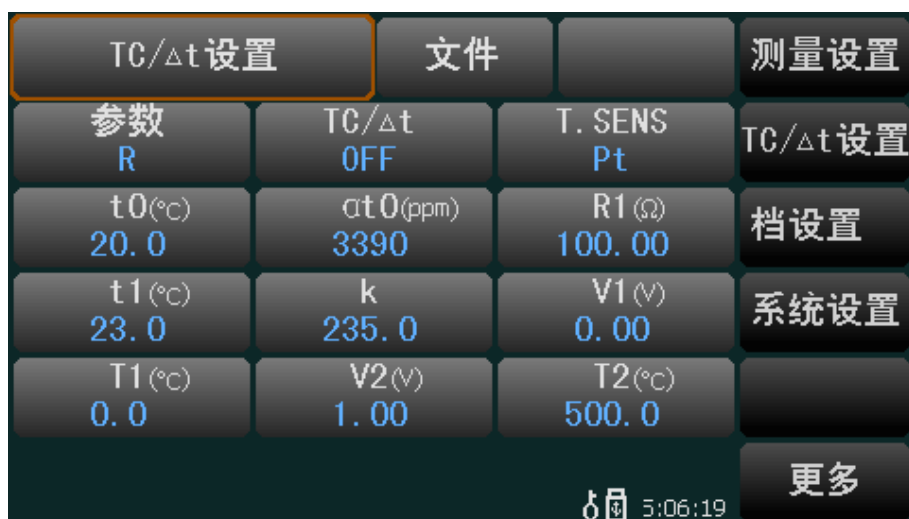 TC/△t设置 文件 测量设置
参数 TC/△t T.SENS TC/△t设置
R OFF Pt
t0(℃) αt0(ppm) R1(Ω) 档设置
20.0 3390 100.00
t1(℃) k V1(V) 系统设置
23.0 235.0 0.00
T1(℃) V2(V) T2(℃)
0.0 1.00 500.0
更多
5:06:19